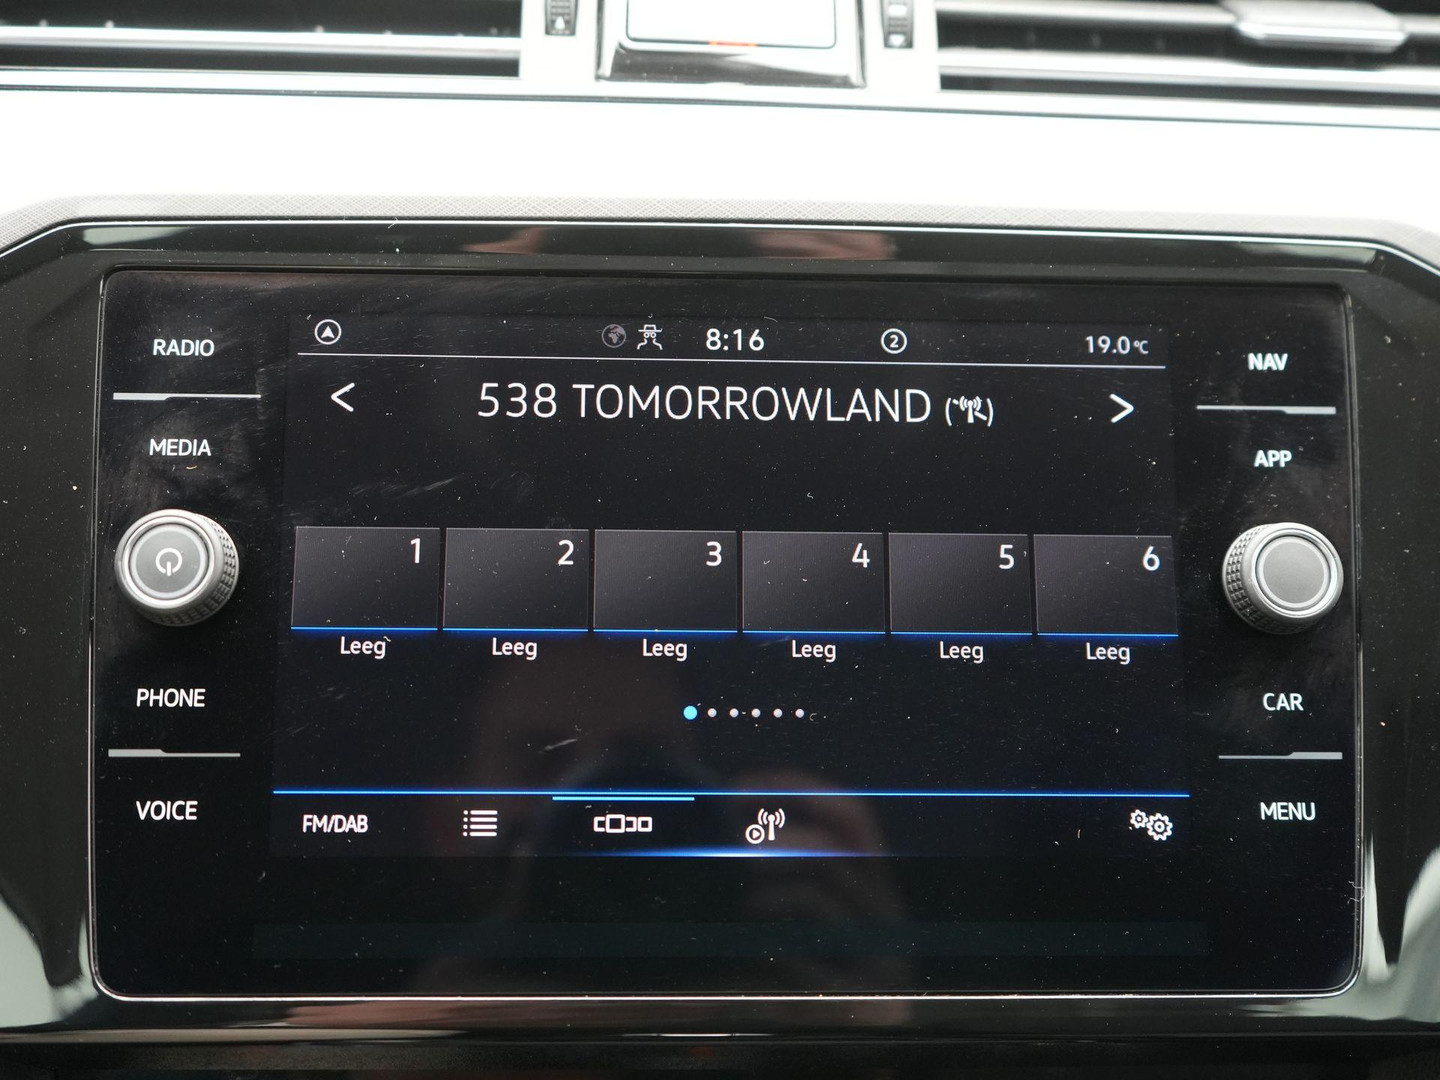 8:16
2
19.0 °C
RADIO
NAV
< 538 TOMORROWLAND >
MEDIA
APP
1 2 3 4 5 6
Leeg Leeg Leeg Leeg Leeg Leeg
PHONE
CAR
VOICE
MENU
FM/DAB